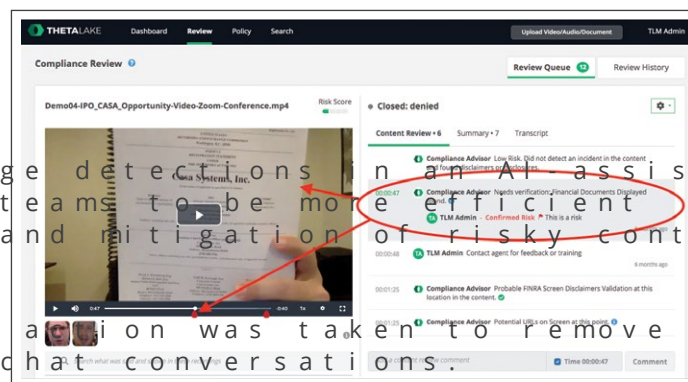 THETALAKE
Dashboard Review Policy Search
Upload Video/Audio/Document TLM Admin
Compliance Review
Review Queue 12 Review History
Demo04-IPO_CASA_Opportunity-Video-Zoom-Conference.mp4
Risk Score
Casa Systems, Inc.
0:47 -0:40 1x
Closed: denied
Content Review • 6 Summary • 7 Transcript
Compliance Advisor Low Risk. Did not detect an incident in the content
ge detections in an AI-assis
00:00:47 Compliance Advisor Needs verification: Financial Documents Displayed
teams to be more efficient
TLM Admin - Confirmed Risk This is a risk
and mitigation of risky cont
00:00:48 TLM Admin Contact agent for feedback or training
6 months ago
00:01:25 Compliance Advisor Probable FINRA Screen Disclaimers Validation at this
location in the content.
Compliance Advisor Potential URLs on Screen at this point.
action was taken to remove
chat conversations.
Time 00:00:47 Comment